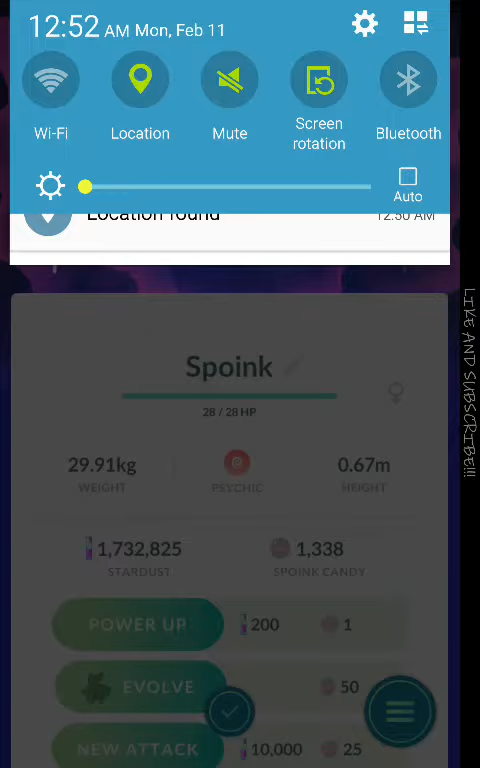 12:52 AM Mon, Feb 11
Wi-Fi
Location
Mute
Screen rotation
Bluetooth
Auto
Location found
12:50 AM
Spoink
28 / 28 HP
29.91kg
WEIGHT
PSYCHIC
0.67m
HEIGHT
1,732,825
STARDUST
1,338
SPOINK CANDY
POWER UP
200
1
EVOLVE
50
NEW ATTACK
10,000
25
LIKE AND SUBSCRIBE!!!